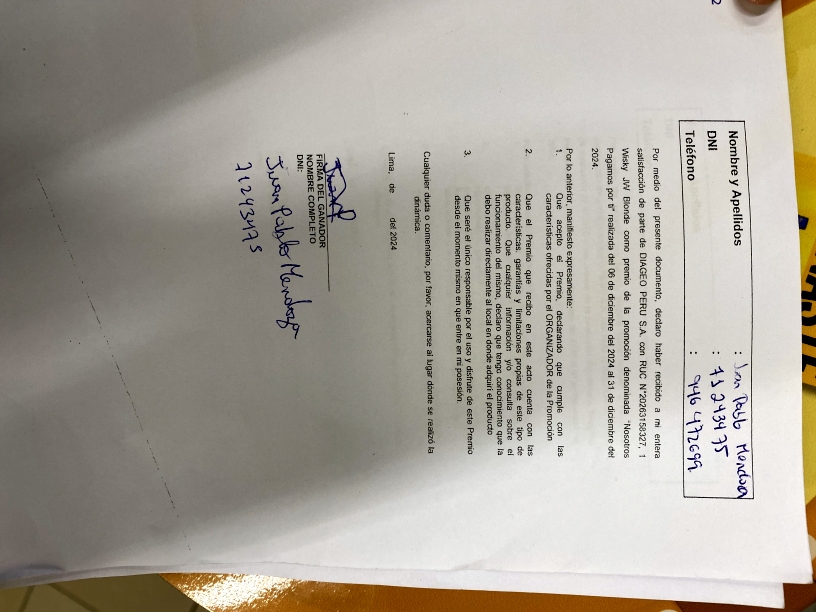 Nombre y Apellidos : Juan Pablo Mendoza
DNI : 71243475
Teléfono : 946472699
Por medio del presente documento, declaro haber recibido a mi entera
satisfacción de parte de DIAGEO PERU S.A. con RUC N°20263158327, 1
Wisky JW Blonde como premio de la promoción denominada "Nosotros
Pagamos por ti" realizada del 06 de diciembre del 2024 al 31 de diciembre del
2024.
Por lo anterior, manifiesto expresamente:
1. Que acepto el Premio, declarando que cumple con las
características ofrecidas por el ORGANIZADOR de la Promoción
2. Que el Premio que recibo en este acto cuenta con las
características, garantías y limitaciones propias de este tipo de
producto. Que cualquier información y/o consulta sobre el
funcionamiento del mismo, declaro que tengo conocimiento que la
debo realizar directamente al local en donde adquirí el producto
3. Que seré el único responsable por el uso y disfrute de este Premio
desde el momento mismo en que entre en mi posesión.
Cualquier duda o comentario, por favor, acercarse al lugar dónde se realizó la
dinámica.
Lima, de del 2024
FIRMA DEL GANADOR
NOMBRE COMPLETO
DNI:
Juan Pablo Mendoza
71243475